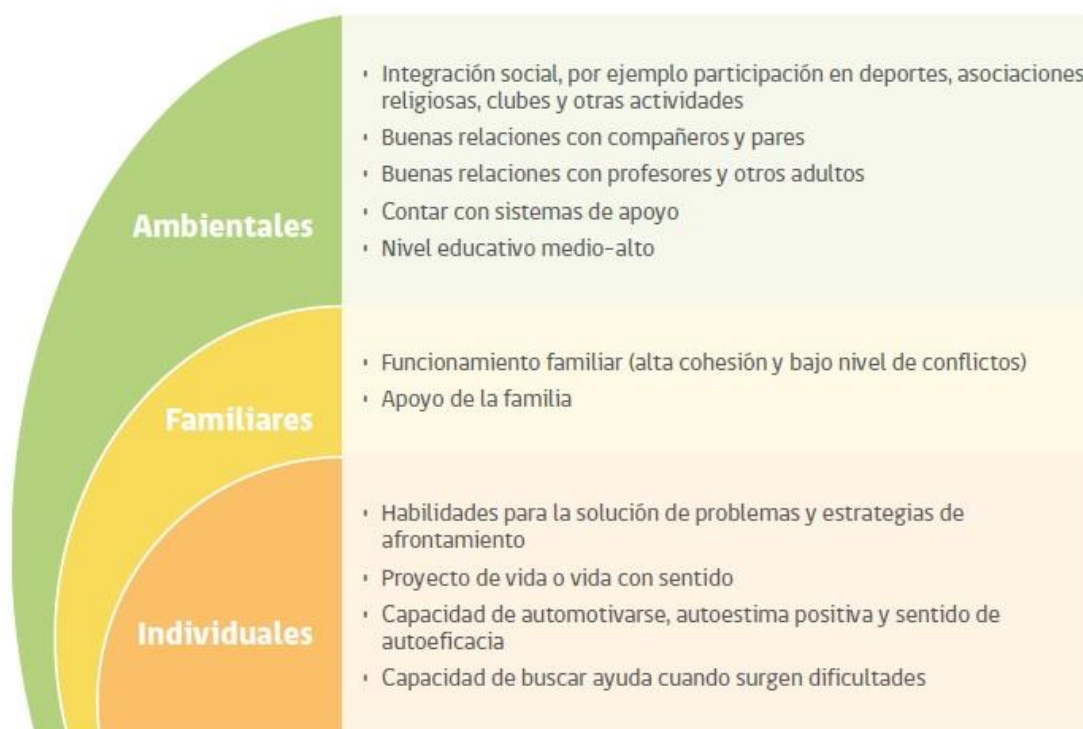 Ambientales
· Integración social, por ejemplo participación en deportes, asociaciones
religiosas, clubes y otras actividades
· Buenas relaciones con compañeros y pares
· Buenas relaciones con profesores y otros adultos
· Contar con sistemas de apoyo
· Nivel educativo medio-alto
Familiares
· Funcionamiento familiar (alta cohesión y bajo nivel de conflictos)
· Apoyo de la familia
Individuales
· Habilidades para la solución de problemas y estrategias de
afrontamiento
· Proyecto de vida o vida con sentido
· Capacidad de automotivarse, autoestima positiva y sentido de
autoeficacia
· Capacidad de buscar ayuda cuando surgen dificultades